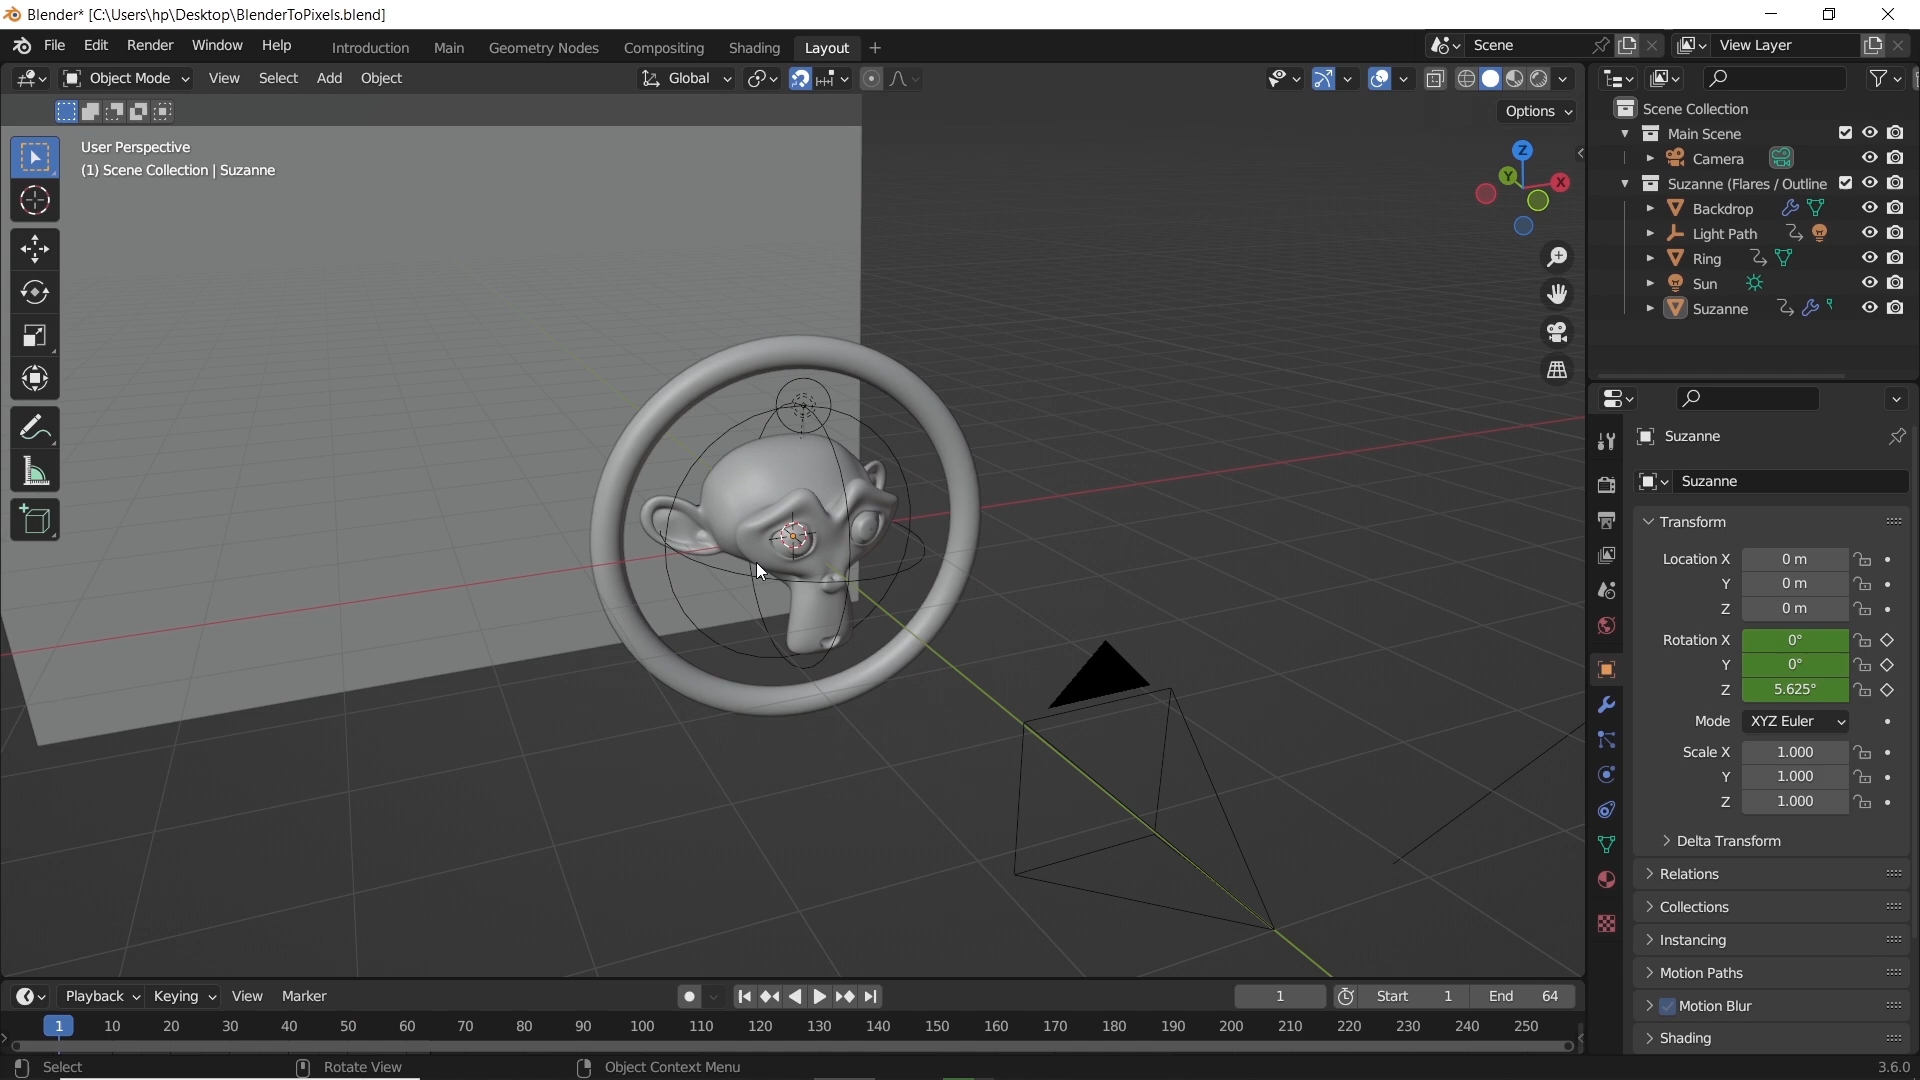 Blender* [C:\Users\hp\Desktop\BlenderToPixels.blend]
File Edit Render Window Help Introduction Main Geometry Nodes Compositing Shading Layout + Scene View Layer
Object Mode View Select Add Object Global
Options
User Perspective
(1) Scene Collection | Suzanne
Z
Y
X
Scene Collection
Main Scene
Camera
Suzanne (Flares / Outline
Backdrop
Light Path
Ring
Sun
Suzanne
Suzanne
Suzanne
Transform
Location X 0 m
Y 0 m
Z 0 m
Rotation X 0°
Y 0°
Z 5.625°
Mode XYZ Euler
Scale X 1.000
Y 1.000
Z 1.000
Delta Transform
Relations
Collections
Instancing
Motion Paths
Motion Blur
Shading
Playback Keying View Marker 1 Start 1 End 64
1 10 20 30 40 50 60 70 80 90 100 110 120 130 140 150 160 170 180 190 200 210 220 230 240 250
Select Rotate View Object Context Menu 3.6.0